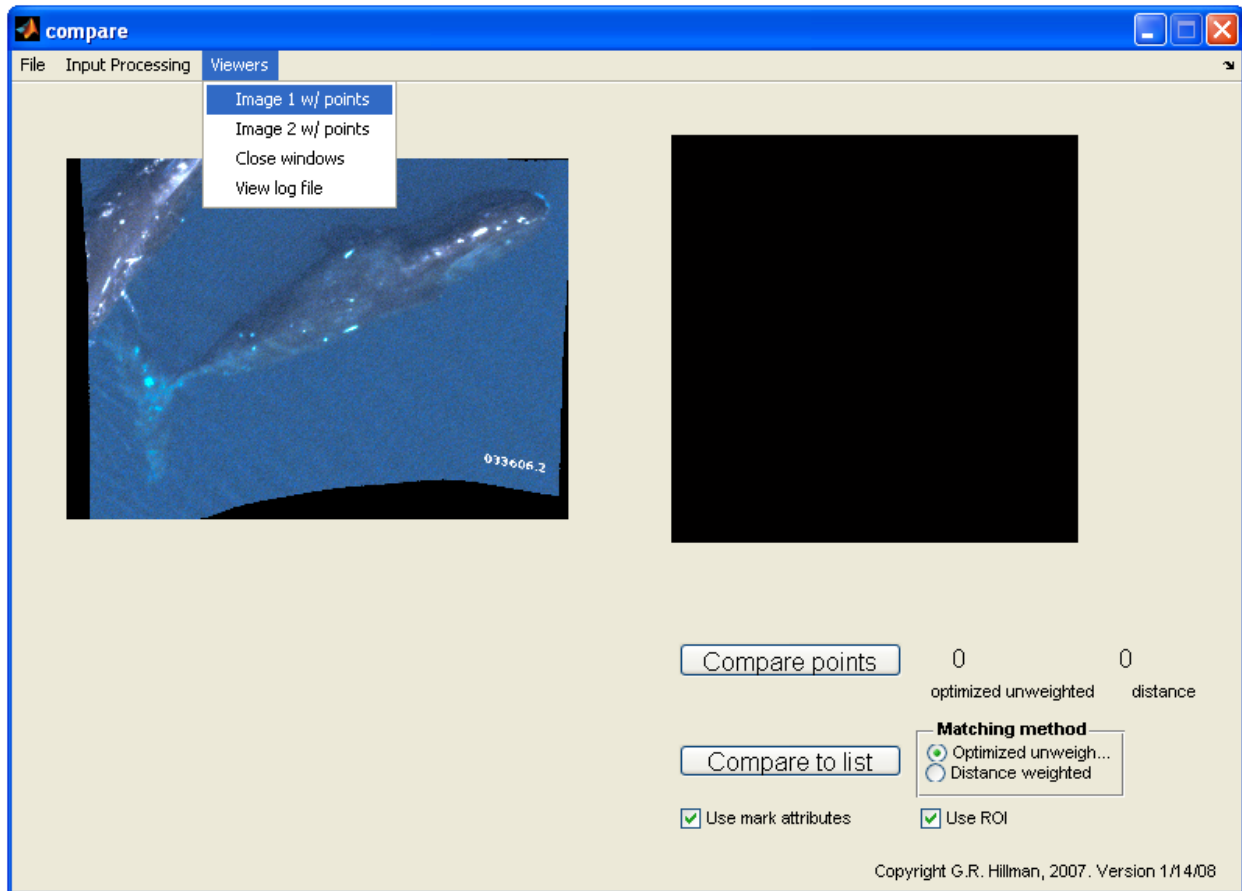 compare
File Input Processing Viewers
Image 1 w/ points
Image 2 w/ points
Close windows
View log file
033606.2
Compare points 0 0
optimized unweighted distance
Matching method
Compare to list Optimized unweigh...
Distance weighted
Use mark attributes Use ROI
Copyright G.R. Hillman, 2007. Version 1/14/08